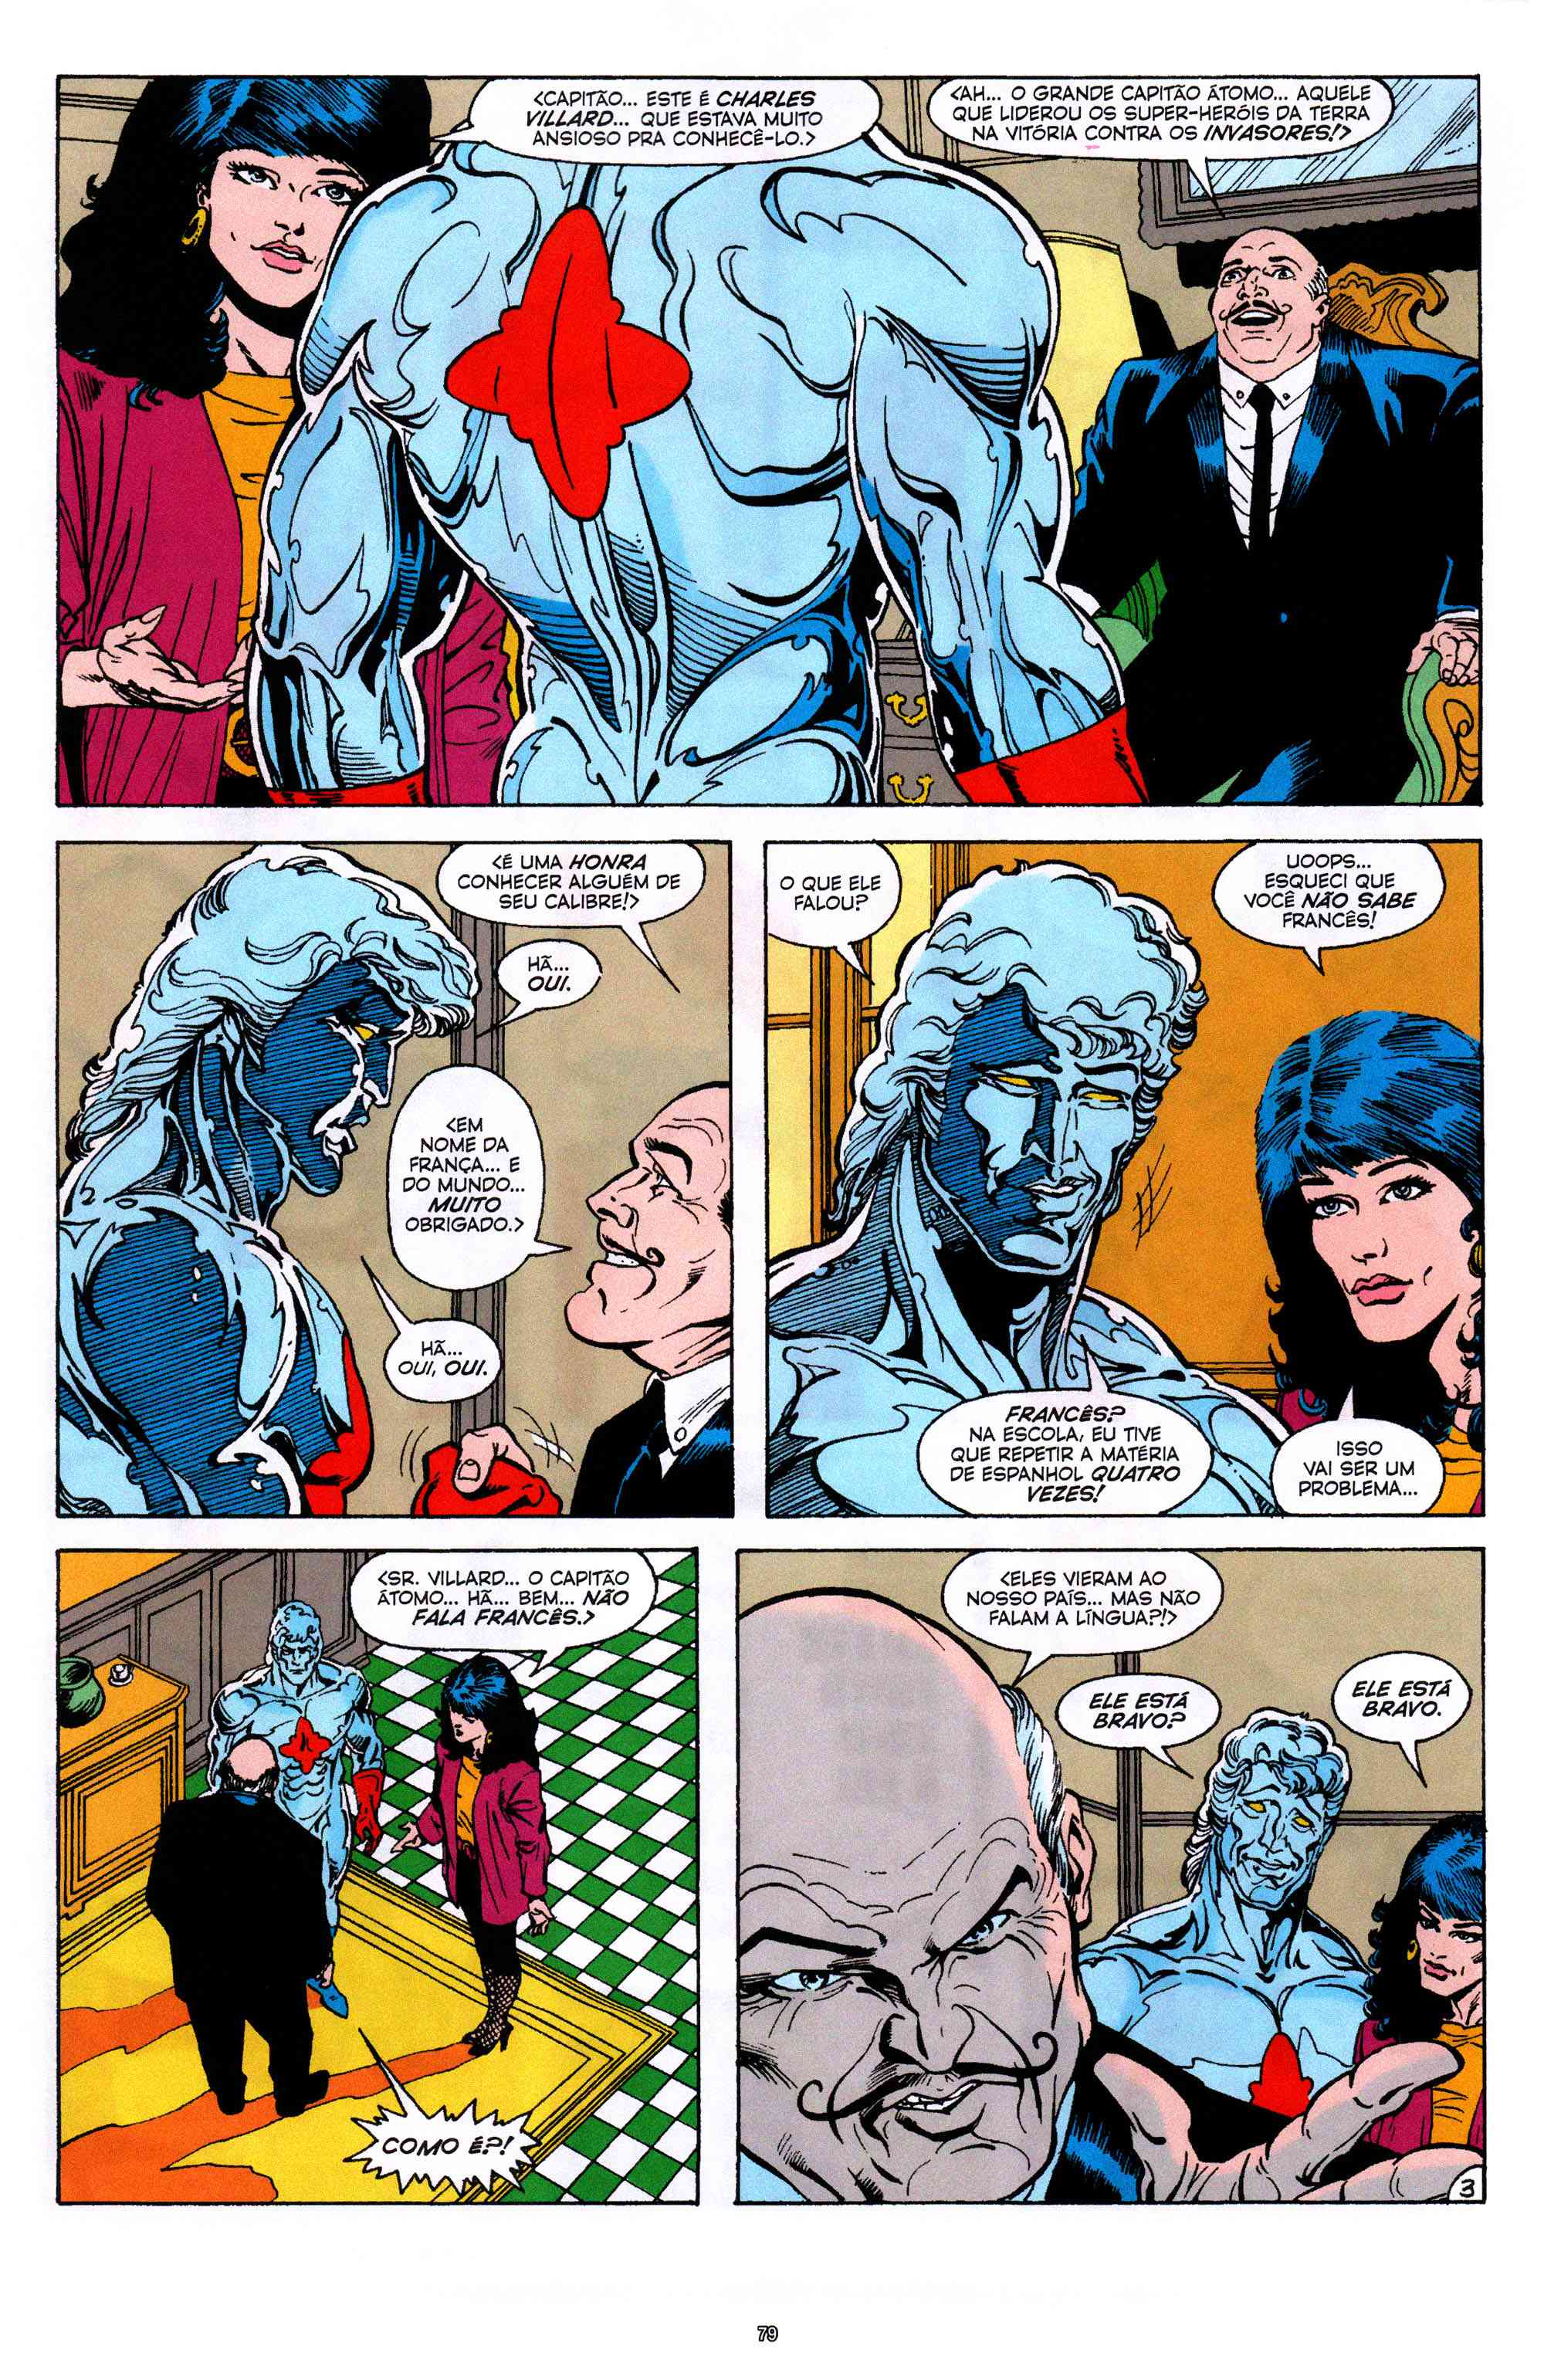 <CAPITÃO... ESTE É CHARLES
VILLARD... QUE ESTAVA MUITO
ANSIOSO PRA CONHECÊ-LO.>
<AH... O GRANDE CAPITÃO ÁTOMO... AQUELE
QUE LIDEROU OS SUPER-HERÓIS DA TERRA
NA VITÓRIA CONTRA OS INVASORES!>
<É UMA HONRA
CONHECER ALGUÉM DE
SEU CALIBRE!>
HÃ...
OUI.
<EM
NOME DA
FRANÇA... E
DO MUNDO...
MUITO
OBRIGADO.>
HÃ...
OUI, OUI.
O QUE ELE
FALOU?
UOOPS...
ESQUECI QUE
VOCÊ NÃO SABE
FRANCÊS!
FRANCÊS?
NA ESCOLA, EU TIVE
QUE REPETIR A MATÉRIA
DE ESPANHOL QUATRO
VEZES!
ISSO
VAI SER UM
PROBLEMA...
<SR. VILLARD... O CAPITÃO
ÁTOMO... HÃ... BEM... NÃO
FALA FRANCÊS.>
COMO É?!
<ELES VIERAM AO
NOSSO PAÍS... MAS NÃO
FALAM A LÍNGUA?!>
ELE ESTÁ
BRAVO?
ELE ESTÁ
BRAVO.
3
79